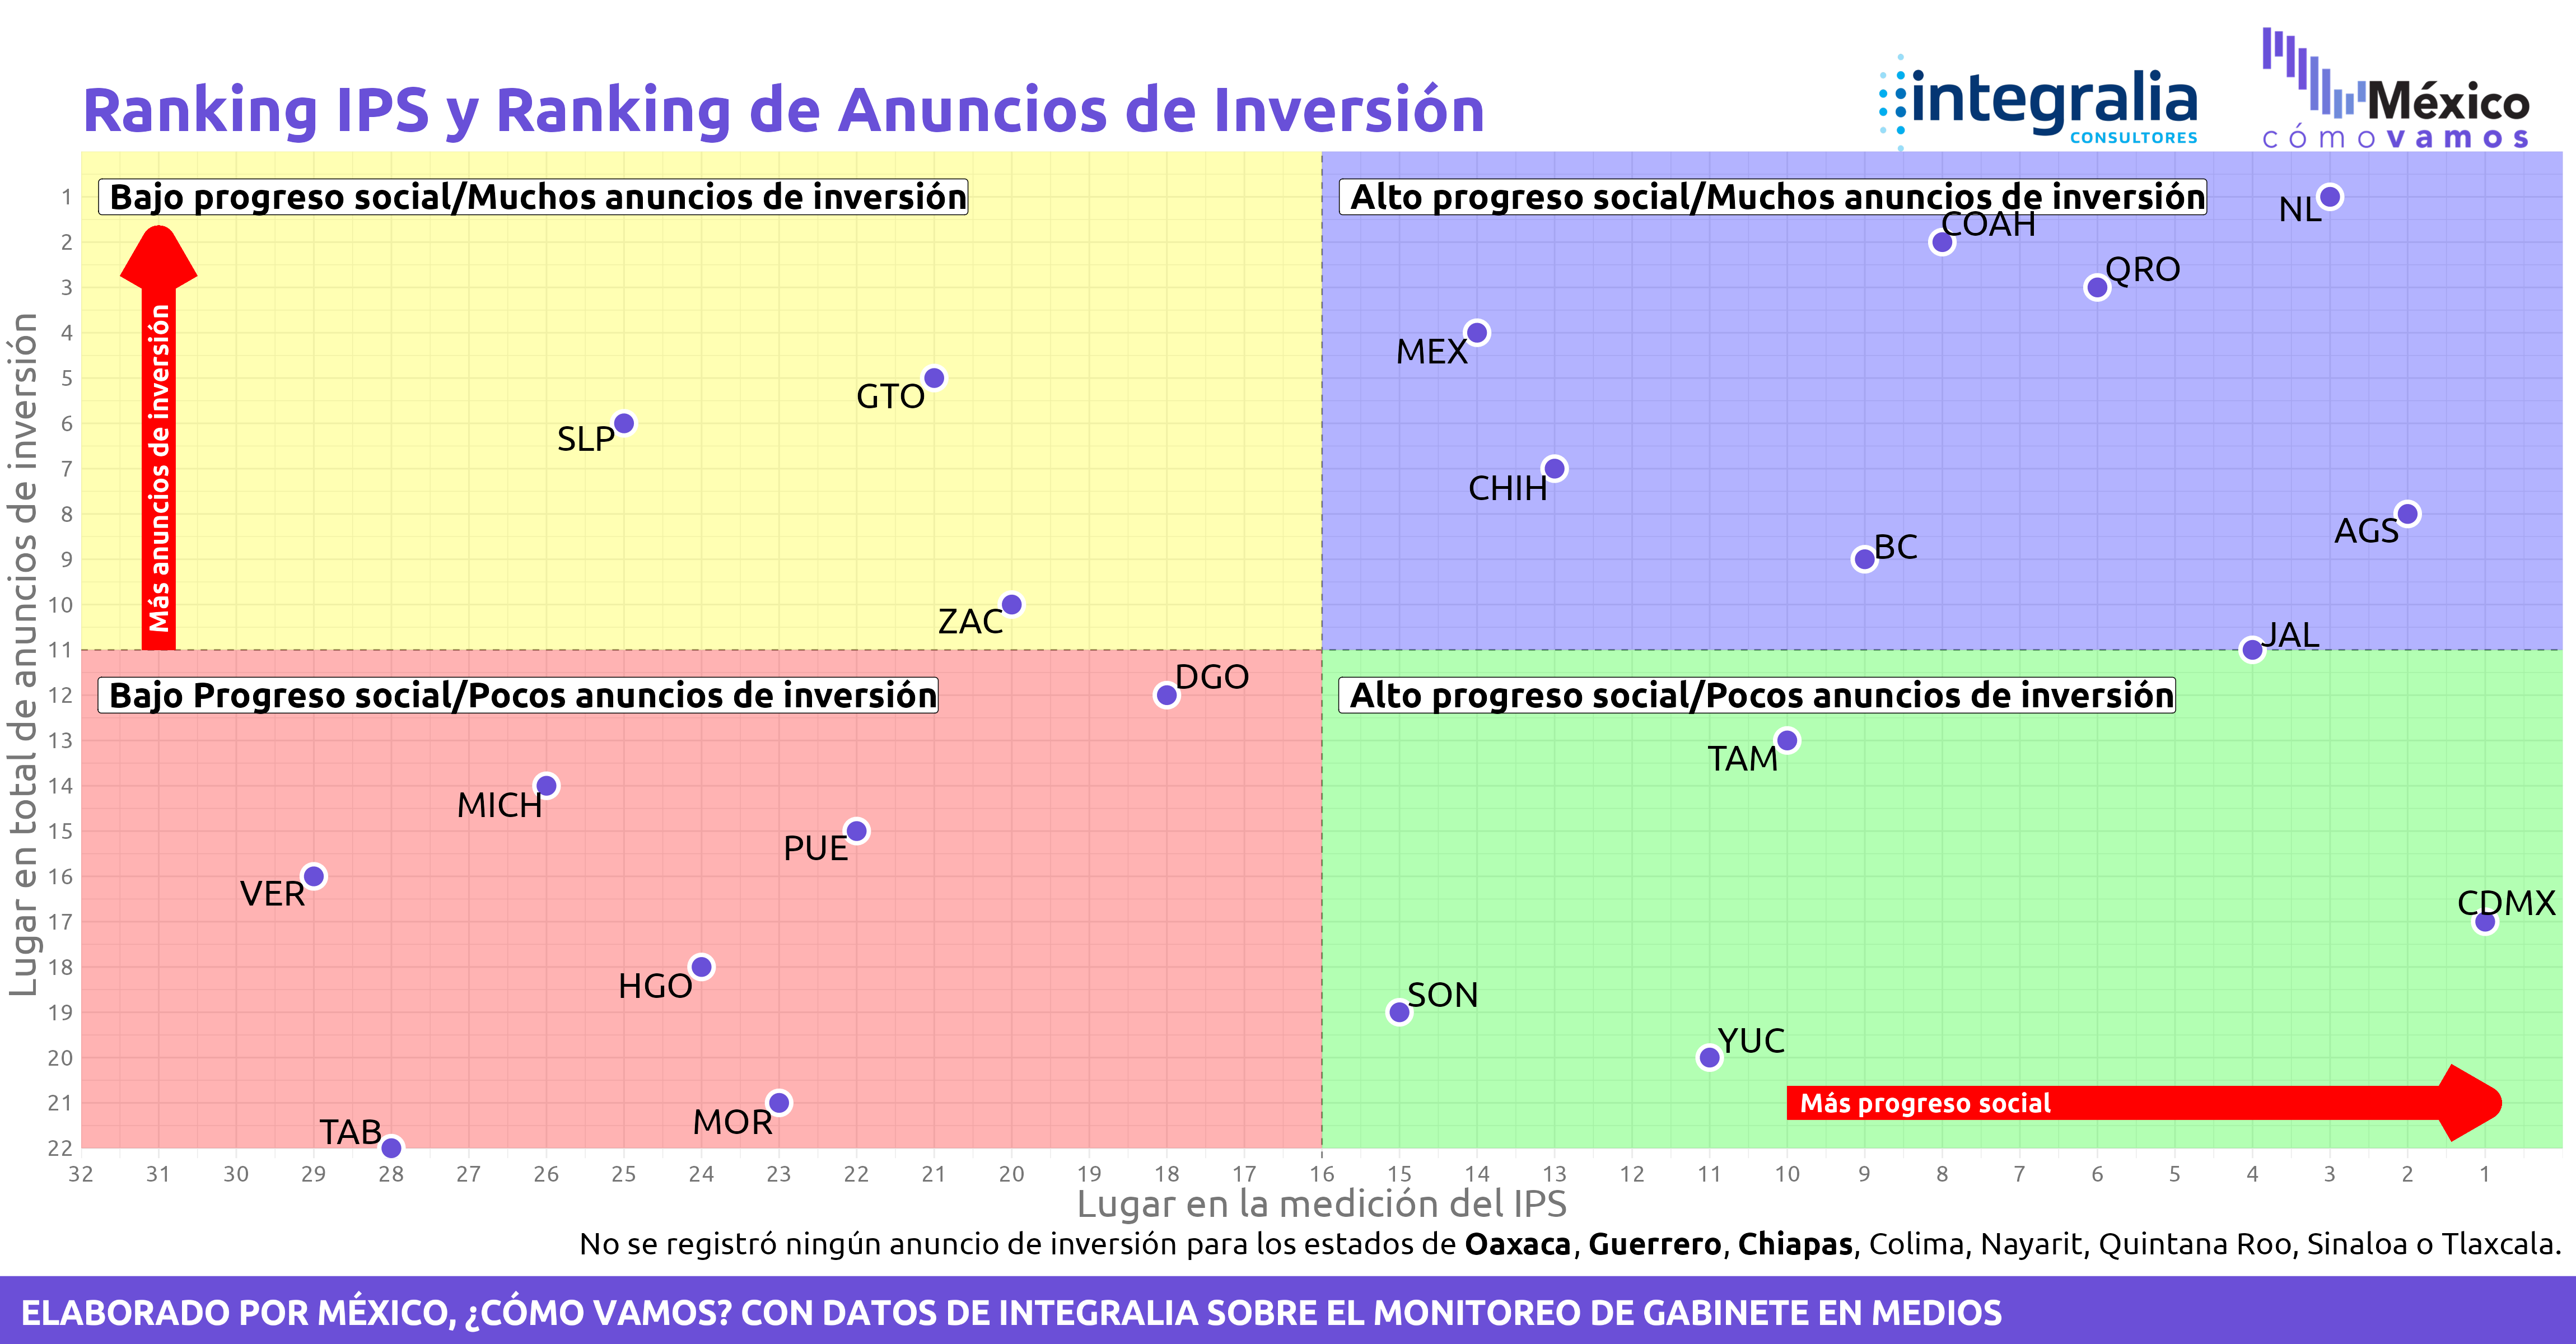 Ranking IPS y Ranking de Anuncios de Inversión
integralia
CONSULTORES
México
cómovamos
Bajo progreso social/Muchos anuncios de inversión
Alto progreso social/Muchos anuncios de inversión
NL
COAH
QRO
MEX
GTO
SLP
CHIH
AGS
BC
ZAC
JAL
Más anuncios de inversión
Bajo Progreso social/Pocos anuncios de inversión
Alto progreso social/Pocos anuncios de inversión
DGO
TAM
MICH
PUE
VER
CDMX
HGO
SON
YUC
MOR
TAB
Más progreso social
Lugar en total de anuncios de inversión
1
2
3
4
5
6
7
8
9
10
11
12
13
14
15
16
17
18
19
20
21
22
32 31 30 29 28 27 26 25 24 23 22 21 20 19 18 17 16 15 14 13 12 11 10 9 8 7 6 5 4 3 2 1
Lugar en la medición del IPS
No se registró ningún anuncio de inversión para los estados de Oaxaca, Guerrero, Chiapas, Colima, Nayarit, Quintana Roo, Sinaloa o Tlaxcala.
ELABORADO POR MÉXICO, ¿CÓMO VAMOS? CON DATOS DE INTEGRALIA SOBRE EL MONITOREO DE GABINETE EN MEDIOS